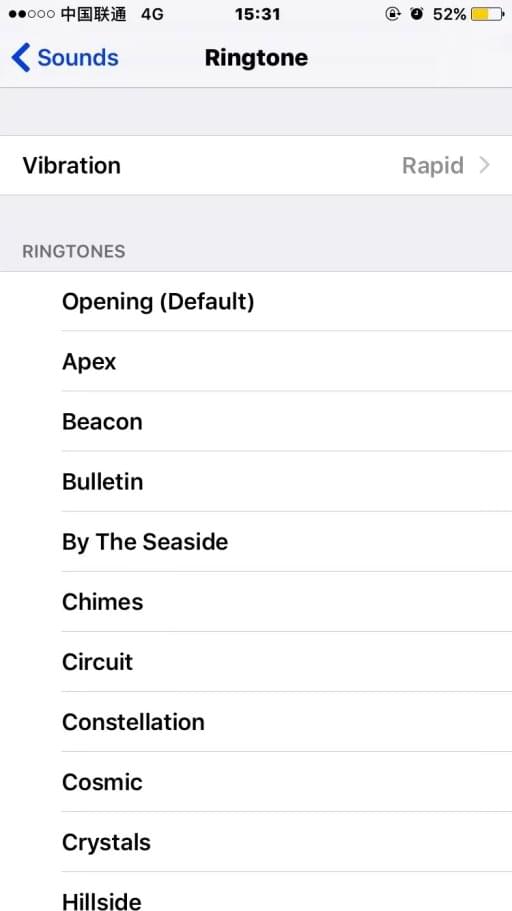 中国联通 4G 15:31 52%
Sounds Ringtone
Vibration Rapid
RINGTONES
Opening (Default)
Apex
Beacon
Bulletin
By The Seaside
Chimes
Circuit
Constellation
Cosmic
Crystals
Hillside